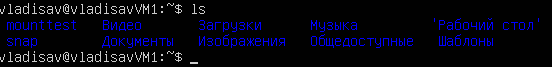 vladisav@vladisavVM1:~$ ls
mounttest Видео Загрузки Музыка 'Рабочий стол'
snap Документы Изображения Общедоступные Шаблоны
vladisav@vladisavVM1:~$ _